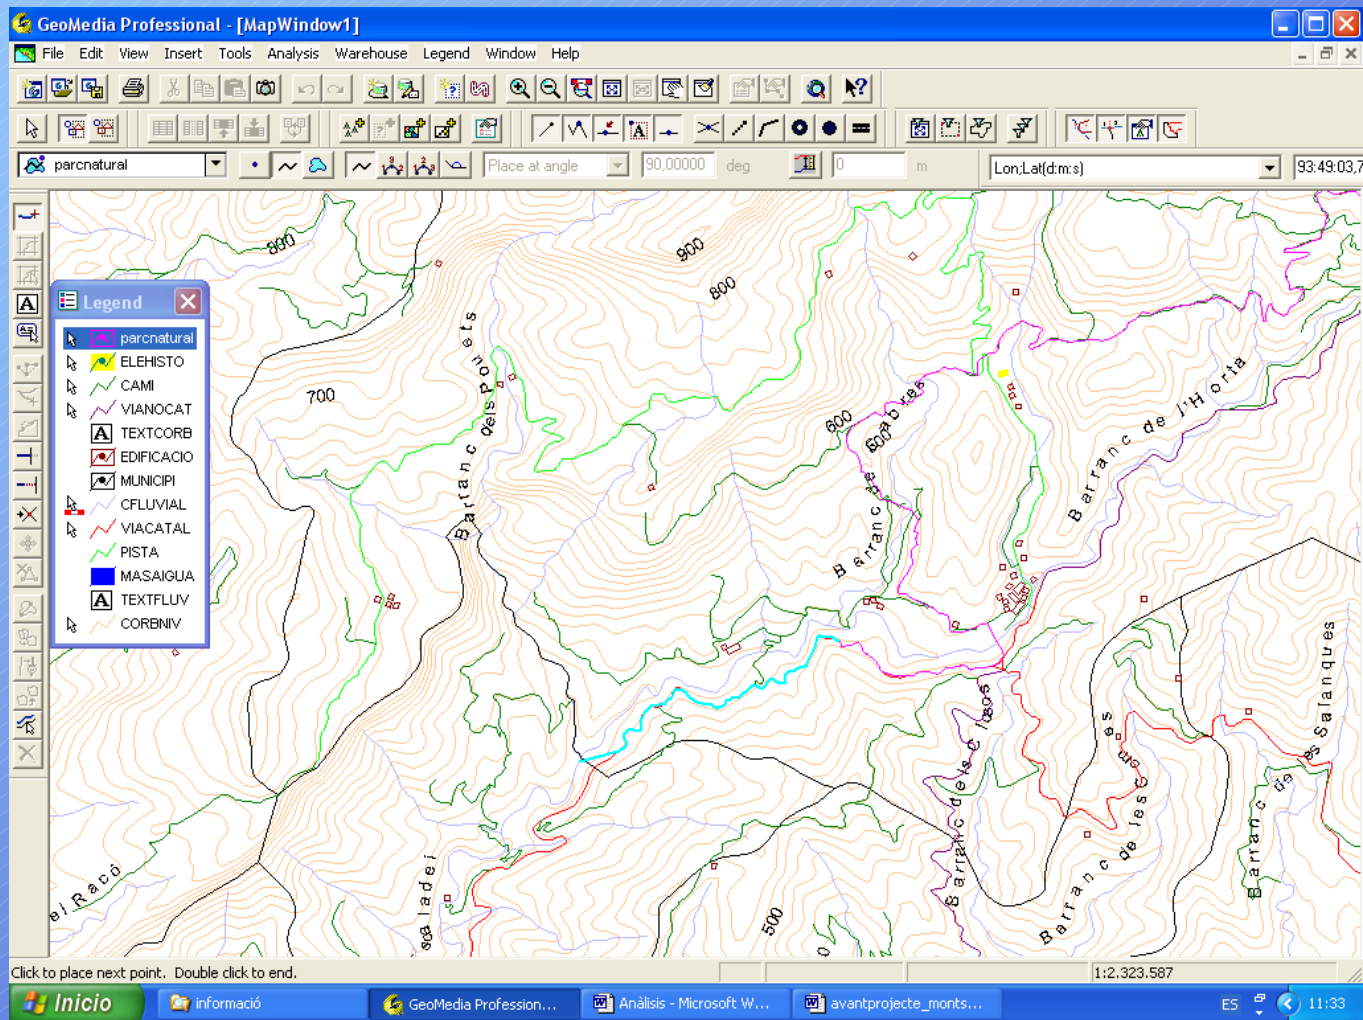 GeoMedia Professional - [MapWindow1]
File Edit View Insert Tools Analysis Warehouse Legend Window Help
parcnatural
Place at angle
90,00000
deg
0
m
Lon;Lat(d:m:s)
93:49:03,7
Legend
parcnatural
ELEHISTO
CAMI
VIANOCAT
TEXTCORB
EDIFICACIO
MUNICIPI
CFLUVIAL
VIACATAL
PISTA
MASAIGUA
TEXTFLUV
CORBNIV
800
900
800
700
600
600
500
Barranc dels Pouets
Barranc de l'Horta
Barranc dels Closos
Barranc de les
Barranc de
es Salanques
el Racó
aladei
Click to place next point. Double click to end.
1:2.323.587
Inicio
informació
GeoMedia Profession...
Anàlisis - Microsoft W...
avantprojecte_monts...
ES
11:33